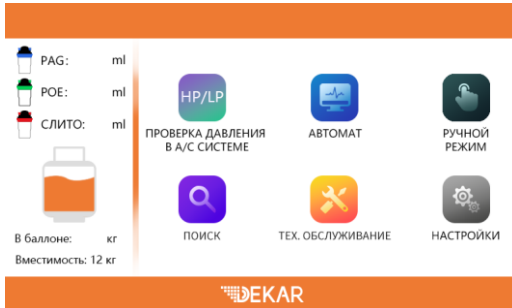 PAG: ml
POE: ml
СЛИТО: ml
В баллоне: кг
Вместимость: 12 кг
HP/LP
ПРОВЕРКА ДАВЛЕНИЯ
В А/С СИСТЕМЕ
АВТОМАТ
РУЧНОЙ
РЕЖИМ
ПОИСК
ТЕХ. ОБСЛУЖИВАНИЕ
НАСТРОЙКИ
DEKAR